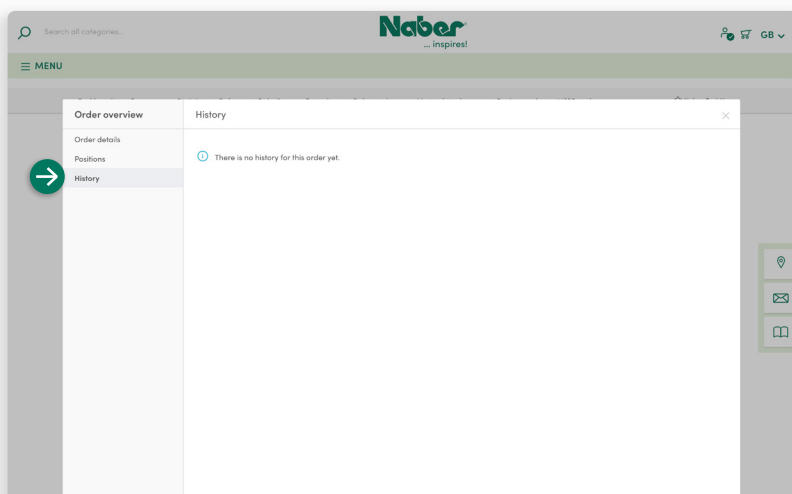 Search all categories...
Naber
... inspires!
GB
MENU
Order overview
History
Order details
Positions
History
There is no history for this order yet.